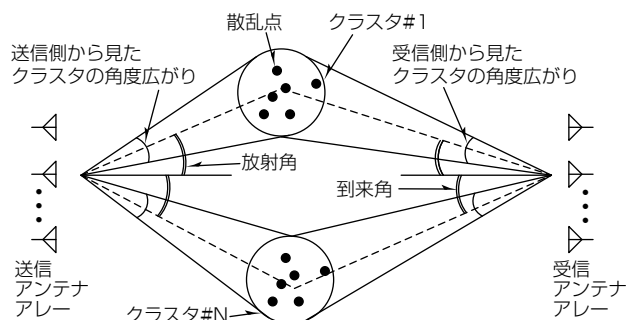 散乱点
クラスタ#1
送信側から見た
クラスタの角度広がり
受信側から見た
クラスタの角度広がり
放射角
到来角
送信
アンテナ
アレー
受信
アンテナ
アレー
クラスタ#N